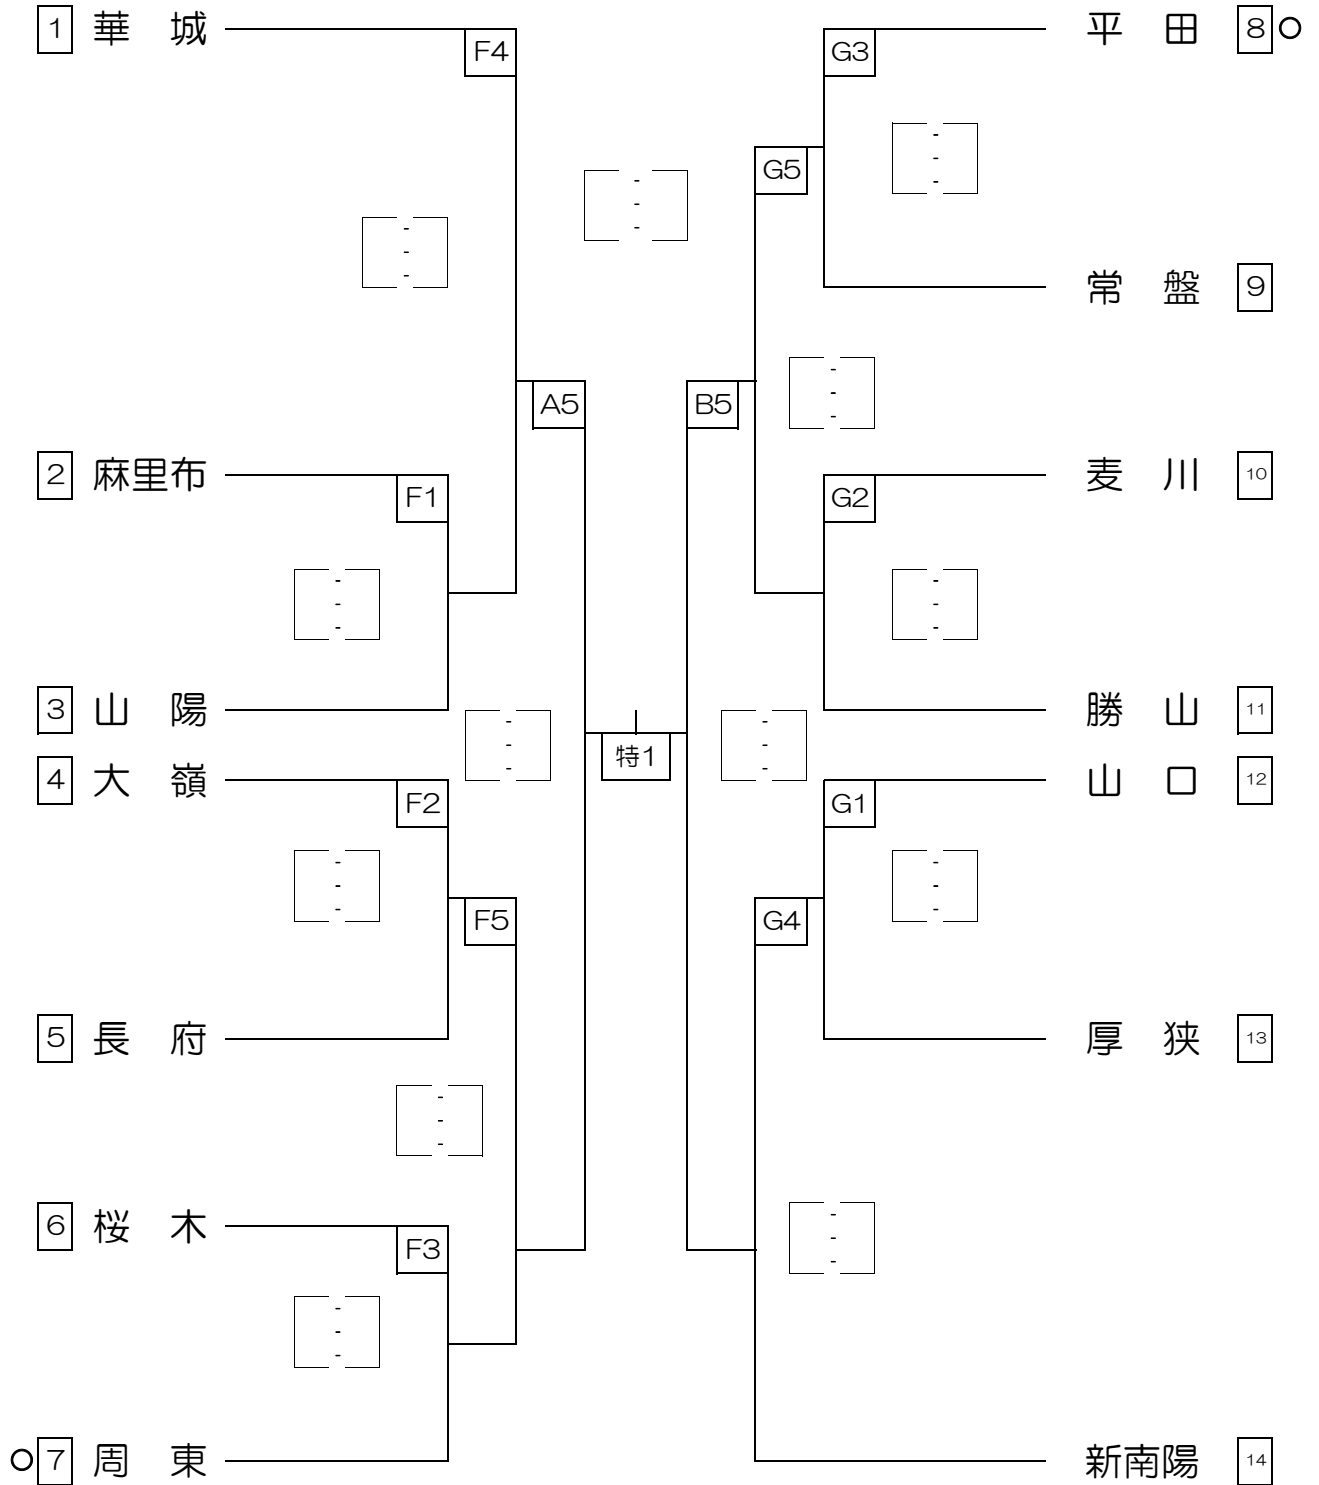 1 華 城
F4
G3
平 田 8 ○
G5
-
-
-
-
-
-
-
-
-
常 盤 9
A5
B5
-
-
-
2 麻里布
F1
G2
麦 川 10
-
-
-
-
-
-
3 山 陽
勝 山 11
-
-
-
特1
-
-
-
4 大 嶺
F2
G1
山 口 12
-
-
-
F5
G4
-
-
-
5 長 府
厚 狭 13
-
-
-
6 桜 木
F3
-
-
-
-
-
-
○ 7 周 東
新南陽 14